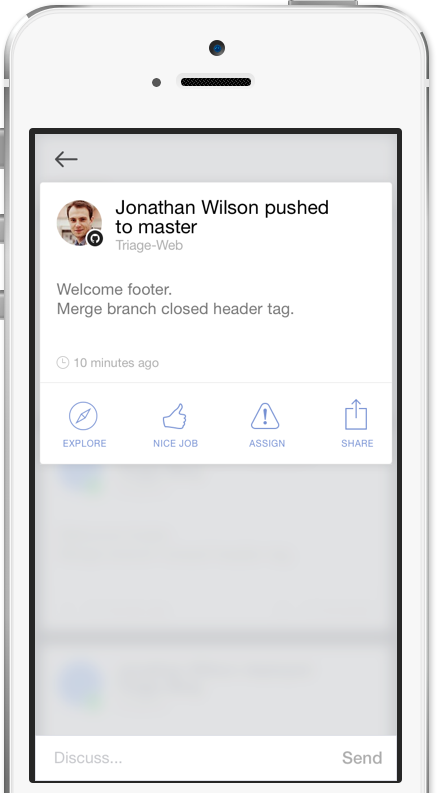 Jonathan Wilson pushed
to master
Triage-Web
Welcome footer.
Merge branch closed header tag.
10 minutes ago
EXPLORE
NICE JOB
ASSIGN
SHARE
Discuss...
Send